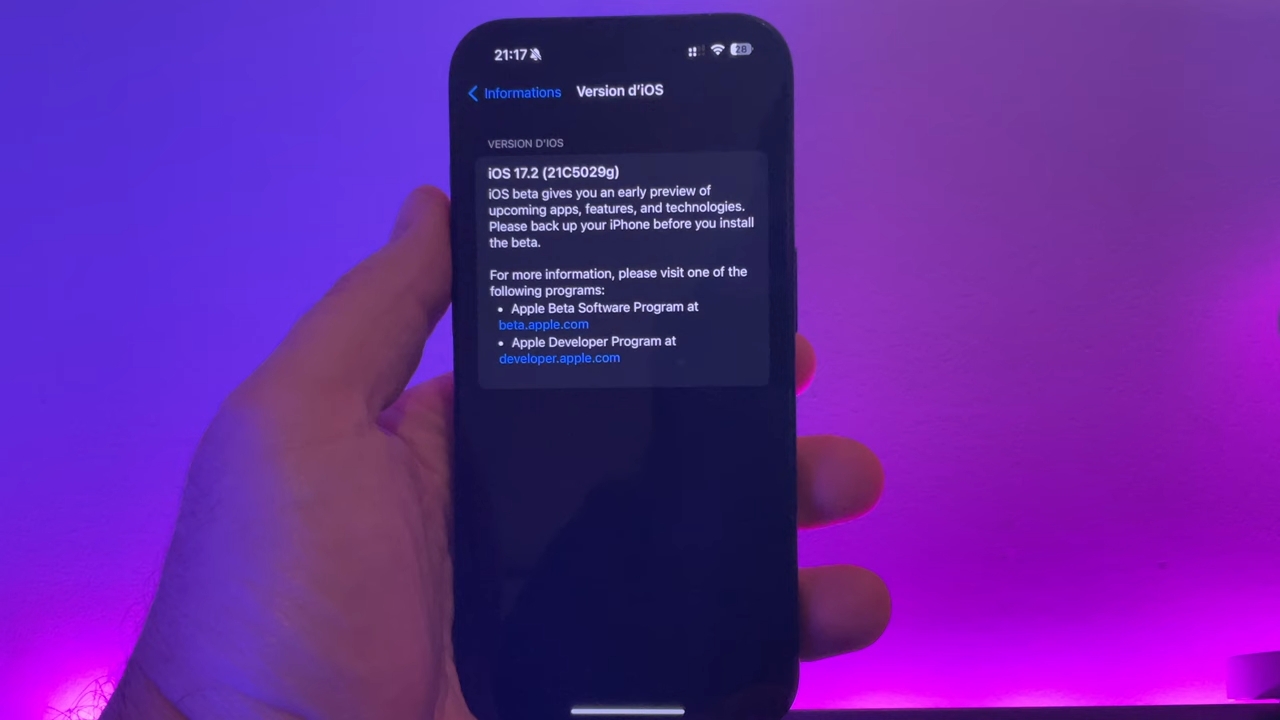 21:17
28
Informations
Version d'iOS
VERSION D'IOS
iOS 17.2 (21C5029g)
iOS beta gives you an early preview of
upcoming apps, features, and technologies.
Please back up your iPhone before you install
the beta.
For more information, please visit one of the
following programs:
• Apple Beta Software Program at
beta.apple.com
• Apple Developer Program at
developer.apple.com